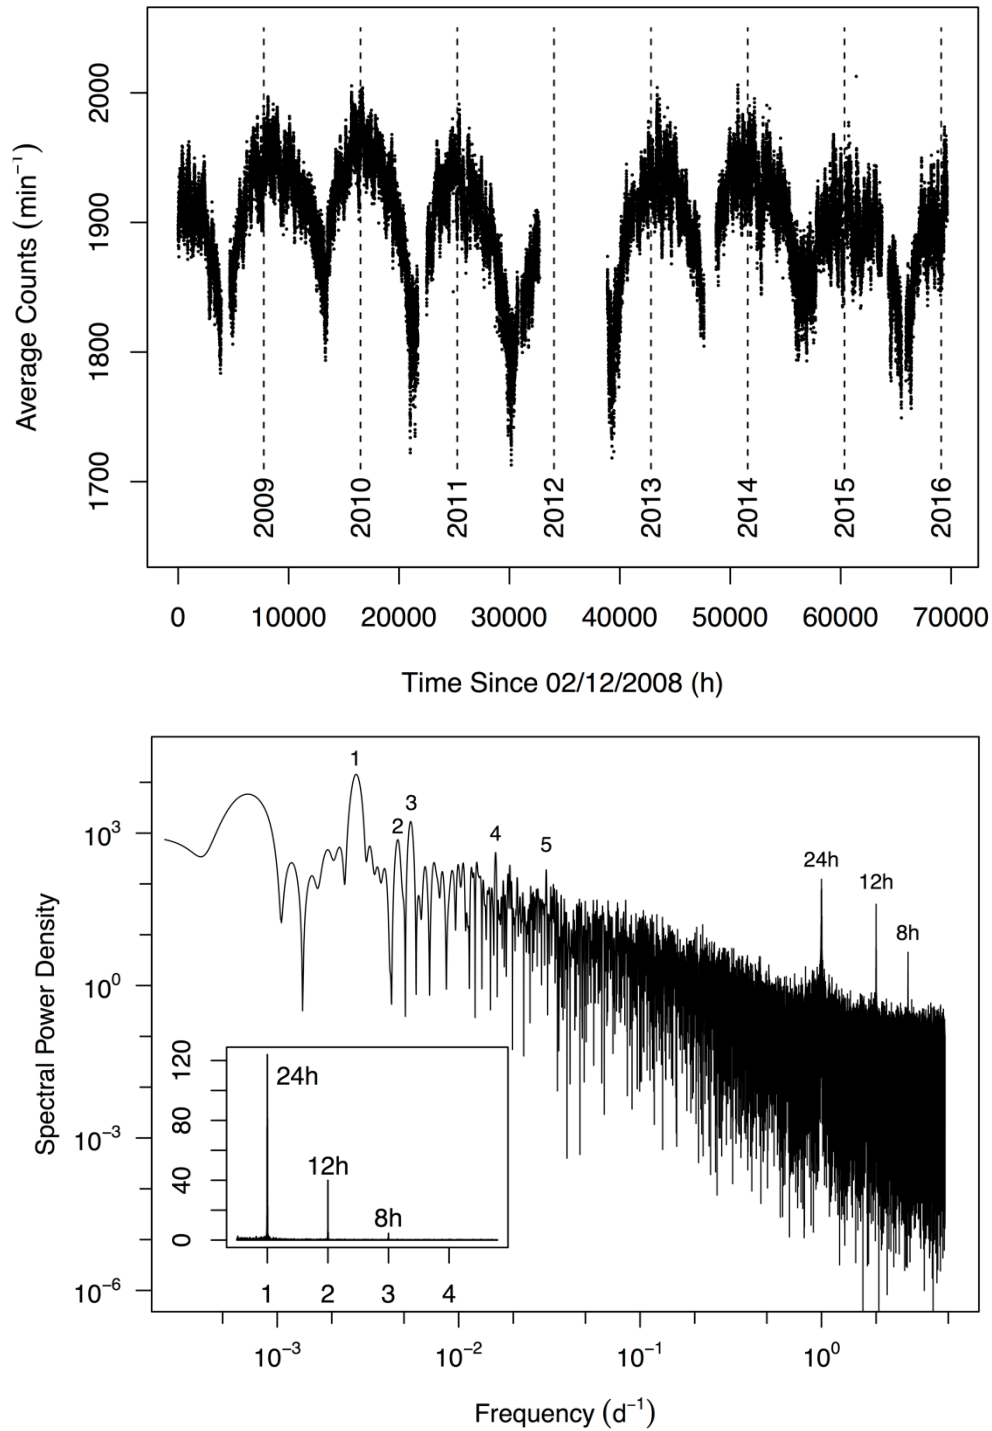 Average Counts (min⁻¹)
2000
1900
1800
1700
2009
2010
2011
2012
2013
2014
2015
2016
0 10000 20000 30000 40000 50000 60000 70000
Time Since 02/12/2008 (h)
Spectral Power Density
10³
10⁰
10⁻³
10⁻⁶
1
2
3
4
5
24h
12h
8h
120
80
40
0
24h
12h
8h
1 2 3 4
10⁻³ 10⁻² 10⁻¹ 10⁰
Frequency (d⁻¹)